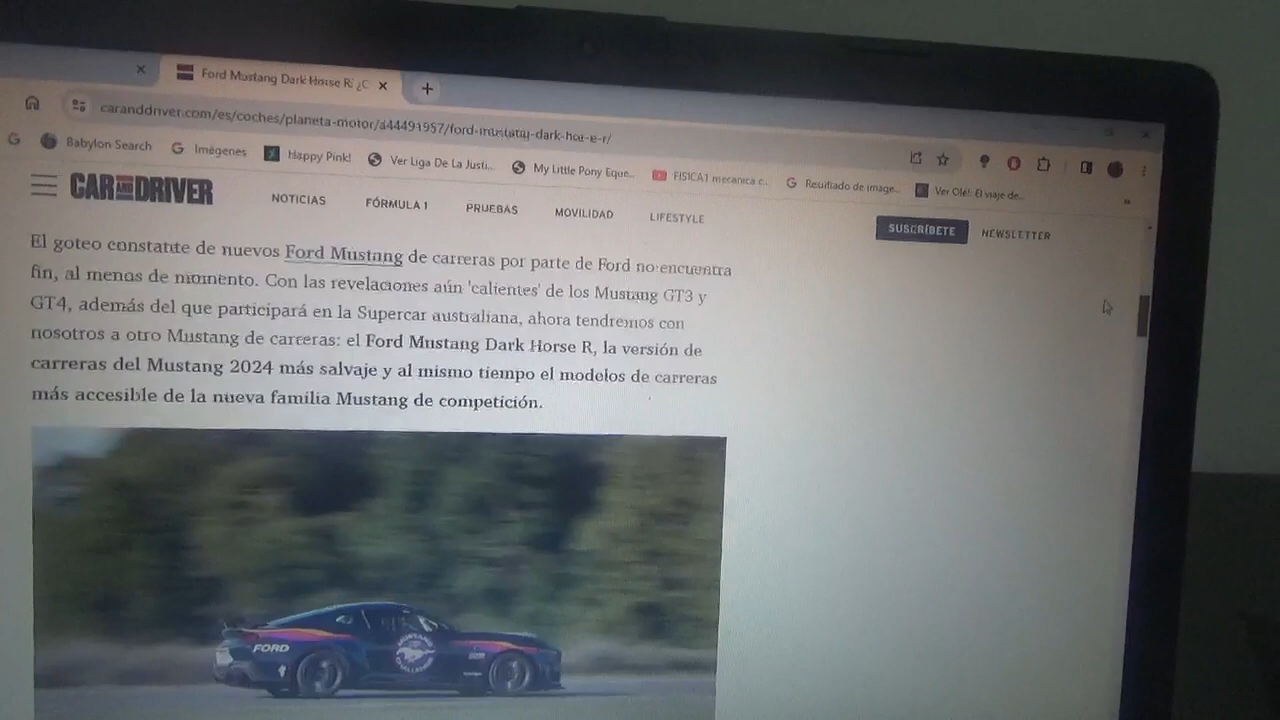 Ford Mustang Dark Horse R: ¿C
caranddriver.com/es/coches/planeta-motor/a44491957/ford-mustang-dark-horse-r/
Babylon Search
Imágenes
Happy Pink!
Ver Liga De La Justi...
My Little Pony Eque...
FISICA1 mecanica c...
Resultado de image...
Ver Olé!: El viaje de...
CAR AND DRIVER
NOTICIAS
FÓRMULA 1
PRUEBAS
MOVILIDAD
LIFESTYLE
SUSCRÍBETE
NEWSLETTER
El goteo constante de nuevos Ford Mustang de carreras por parte de Ford no encuentra
fin, al menos de momento. Con las revelaciones aún 'calientes' de los Mustang GT3 y
GT4, además del que participará en la Supercar australiana, ahora tendremos con
nosotros a otro Mustang de carreras: el Ford Mustang Dark Horse R, la versión de
carreras del Mustang 2024 más salvaje y al mismo tiempo el modelos de carreras
más accesible de la nueva familia Mustang de competición.
FORD
MUSTANG
CHALLENGE